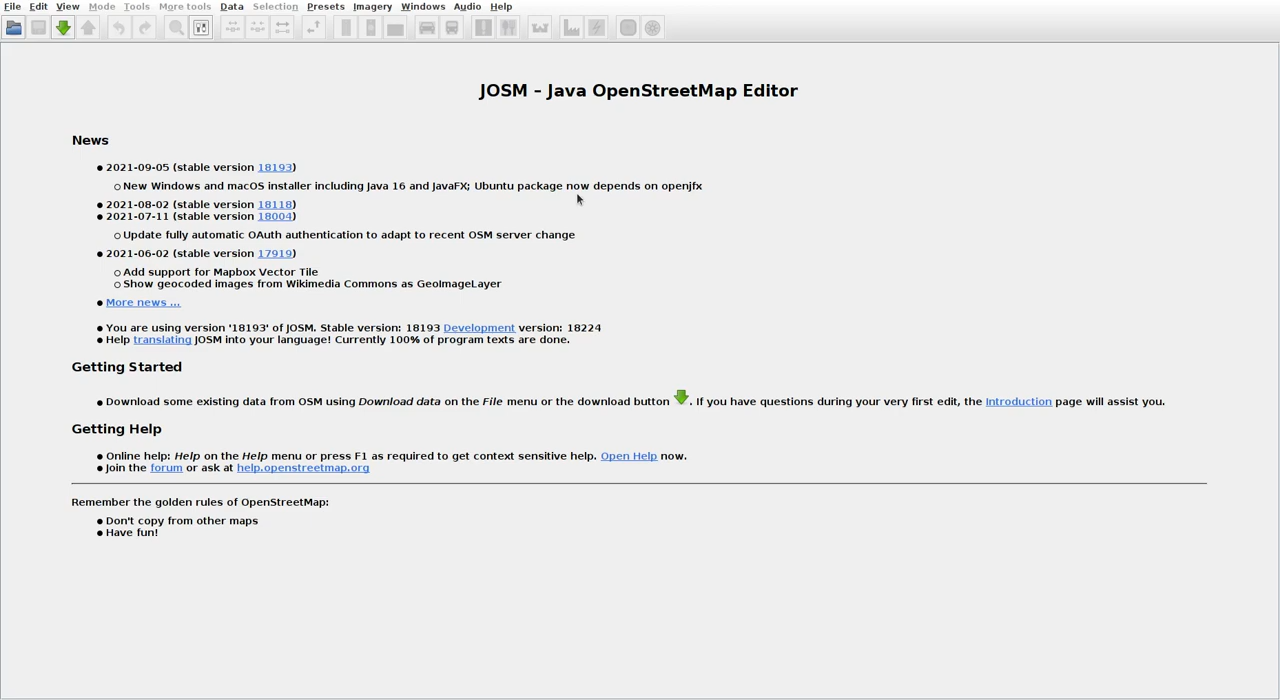 File Edit View Mode Tools More tools Data Selection Presets Imagery Windows Audio Help
JOSM – Java OpenStreetMap Editor
News
2021-09-05 (stable version 18193)
New Windows and macOS installer including Java 16 and JavaFX; Ubuntu package now depends on openjfx
2021-08-02 (stable version 18118)
2021-07-11 (stable version 18004)
Update fully automatic OAuth authentication to adapt to recent OSM server change
2021-06-02 (stable version 17919)
Add support for Mapbox Vector Tile
Show geocoded images from Wikimedia Commons as GeoImageLayer
More news ...
You are using version '18193' of JOSM. Stable version: 18193 Development version: 18224
Help translating JOSM into your language! Currently 100% of program texts are done.
Getting Started
Download some existing data from OSM using Download data on the File menu or the download button . If you have questions during your very first edit, the Introduction page will assist you.
Getting Help
Online help: Help on the Help menu or press F1 as required to get context sensitive help. Open Help now.
Join the forum or ask at help.openstreetmap.org
Remember the golden rules of OpenStreetMap:
Don't copy from other maps
Have fun!